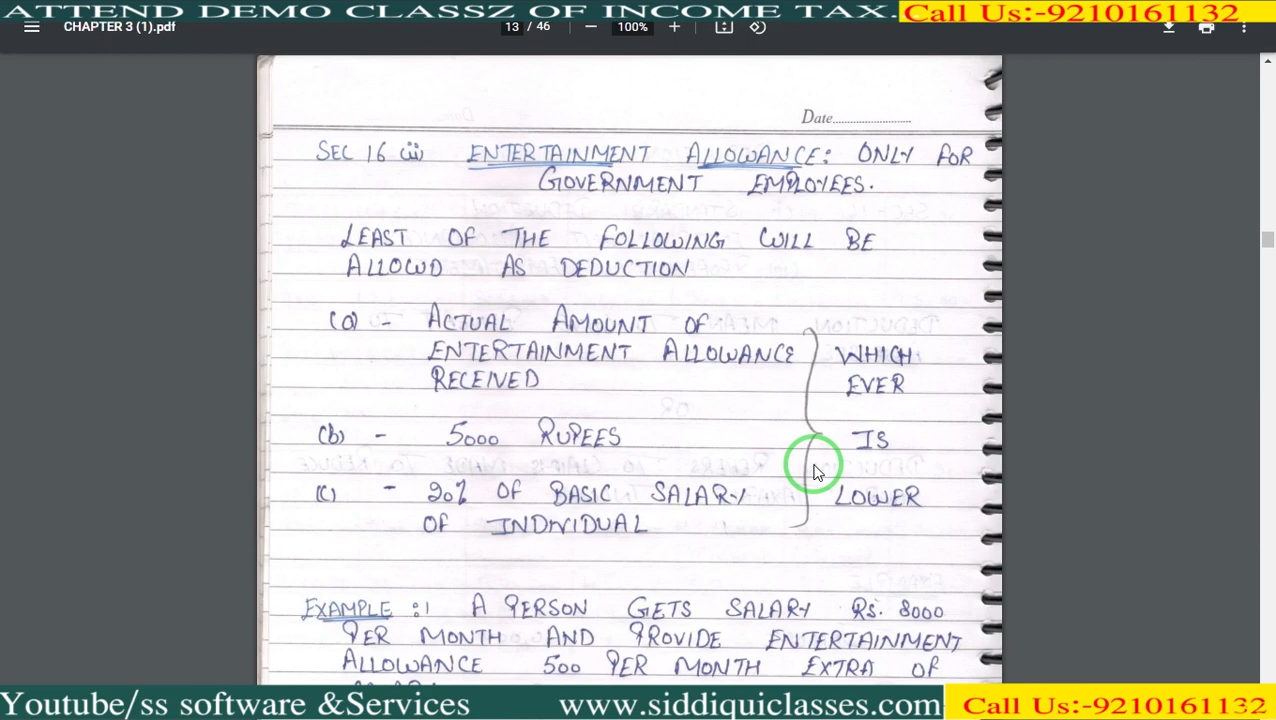 ATTEND DEMO CLASSZ OF INCOME TAX.
Call Us:-9210161132
CHAPTER 3 (1).pdf
13 / 46
100%
Date
SEC 16 (ii) ENTERTAINMENT ALLOWANCE: ONLY FOR
GOVERNMENT EMPLOYEES.
LEAST OF THE FOLLOWING WILL BE
ALLOWD AS DEDUCTION
(a) - ACTUAL AMOUNT OF
ENTERTAINMENT ALLOWANCE
RECEIVED
(b) - 5000 RUPEES
(c) - 20% OF BASIC SALARY
OF INDIVIDUAL
WHICH
EVER
IS
LOWER
EXAMPLE :1 A PERSON GETS SALARY RS. 8000
PER MONTH AND PROVIDE ENTERTAINMENT
ALLOWANCE 500 PER MONTH EXTRA OF
Youtube/ss software &Services
www.siddiquiclasses.com
Call Us:-9210161132